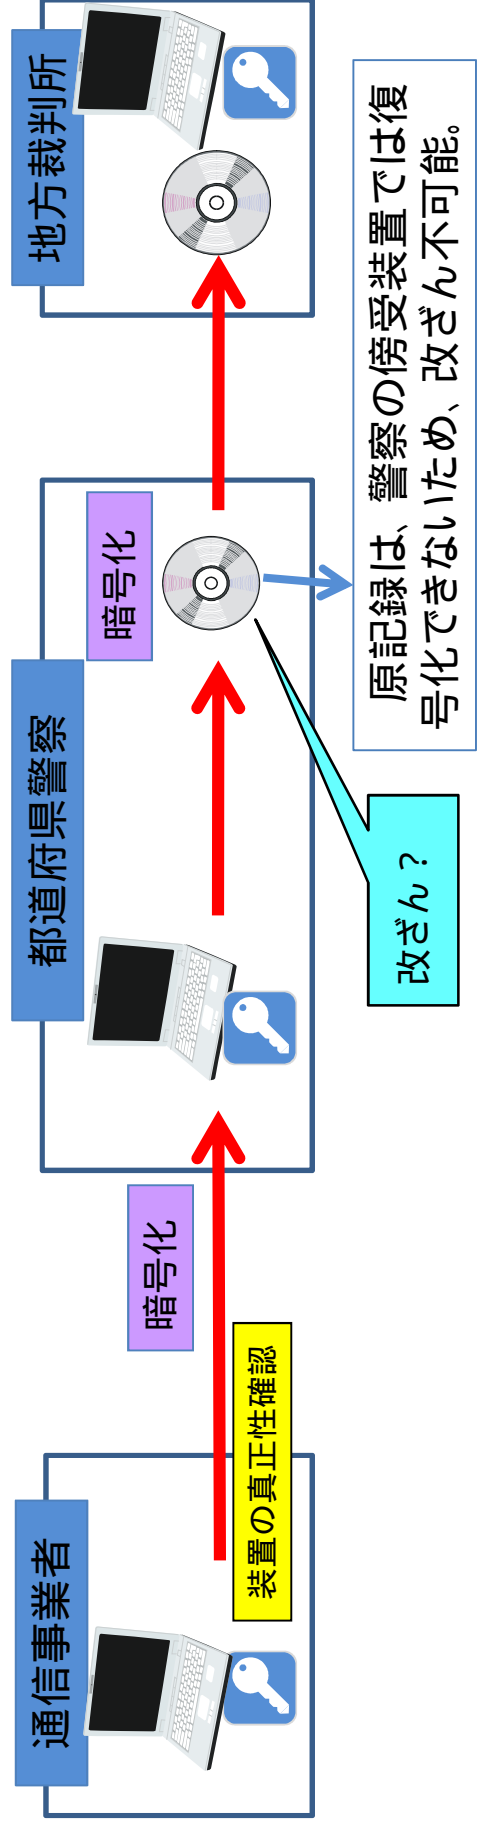 通信事業者
装置の真正性確認
暗号化
都道府県警察
暗号化
改ざん？
原記録は、警察の傍受装置では復
号化できないため、改ざん不可能。
地方裁判所